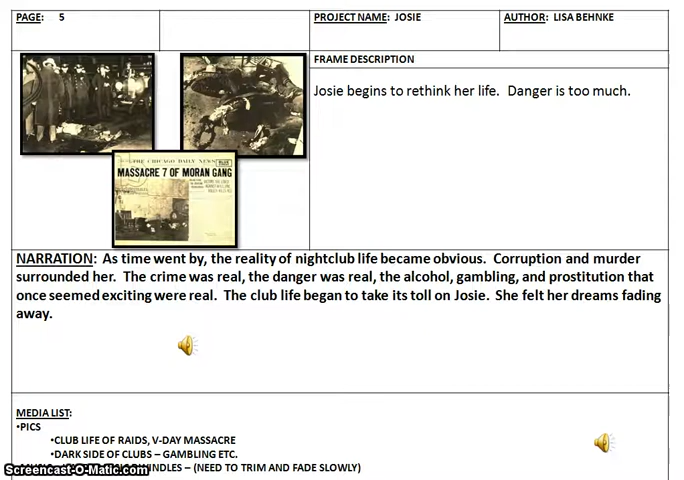 PAGE: 5
PROJECT NAME: JOSIE
AUTHOR: LISA BEHNKE
FRAME DESCRIPTION
Josie begins to rethink her life. Danger is too much.
THE CHICAGO DAILY NEWS
MASSACRE 7 OF MORAN GANG
NARRATION: As time went by, the reality of nightclub life became obvious. Corruption and murder
surrounded her. The crime was real, the danger was real, the alcohol, gambling, and prostitution that
once seemed exciting were real. The club life began to take its toll on Josie. She felt her dreams fading
away.
MEDIA LIST:
•PICS
•CLUB LIFE OF RAIDS, V-DAY MASSACRE
•DARK SIDE OF CLUBS – GAMBLING ETC.
– (NEED TO TRIM AND FADE SLOWLY)
Screencast-O-Matic.com